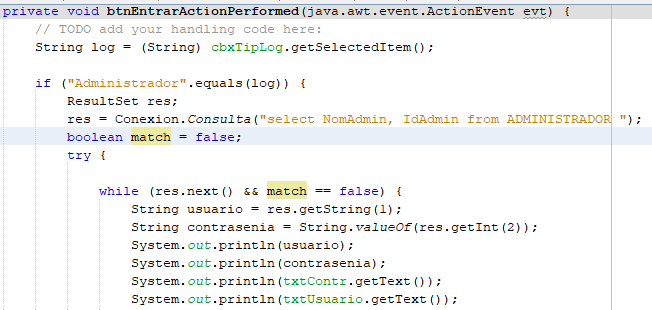 private void btnEntrarActionPerformed(java.awt.event.ActionEvent evt) {
// TODO add your handling code here:
String log = (String) cbxTipLog.getSelectedItem();
if ("Administrador".equals(log)) {
ResultSet res;
res = Conexion.Consulta("select NomAdmin, IdAdmin from ADMINISTRADOR ");
boolean match = false;
try {
while (res.next() && match == false) {
String usuario = res.getString(1);
String contrasenia = String.valueOf(res.getInt(2));
System.out.println(usuario);
System.out.println(contrasenia);
System.out.println(txtContr.getText());
System.out.println(txtUsuario.getText());